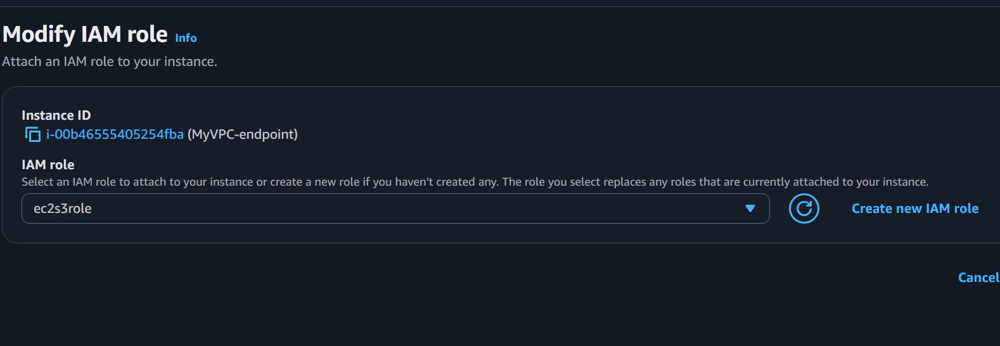 Modify IAM role Info
Attach an IAM role to your instance.
Instance ID
i-00b46555405254fba (MyVPC-endpoint)
IAM role
Select an IAM role to attach to your instance or create a new role if you haven't created any. The role you select replaces any roles that are currently attached to your instance.
ec2s3role
Create new IAM role
Cancel